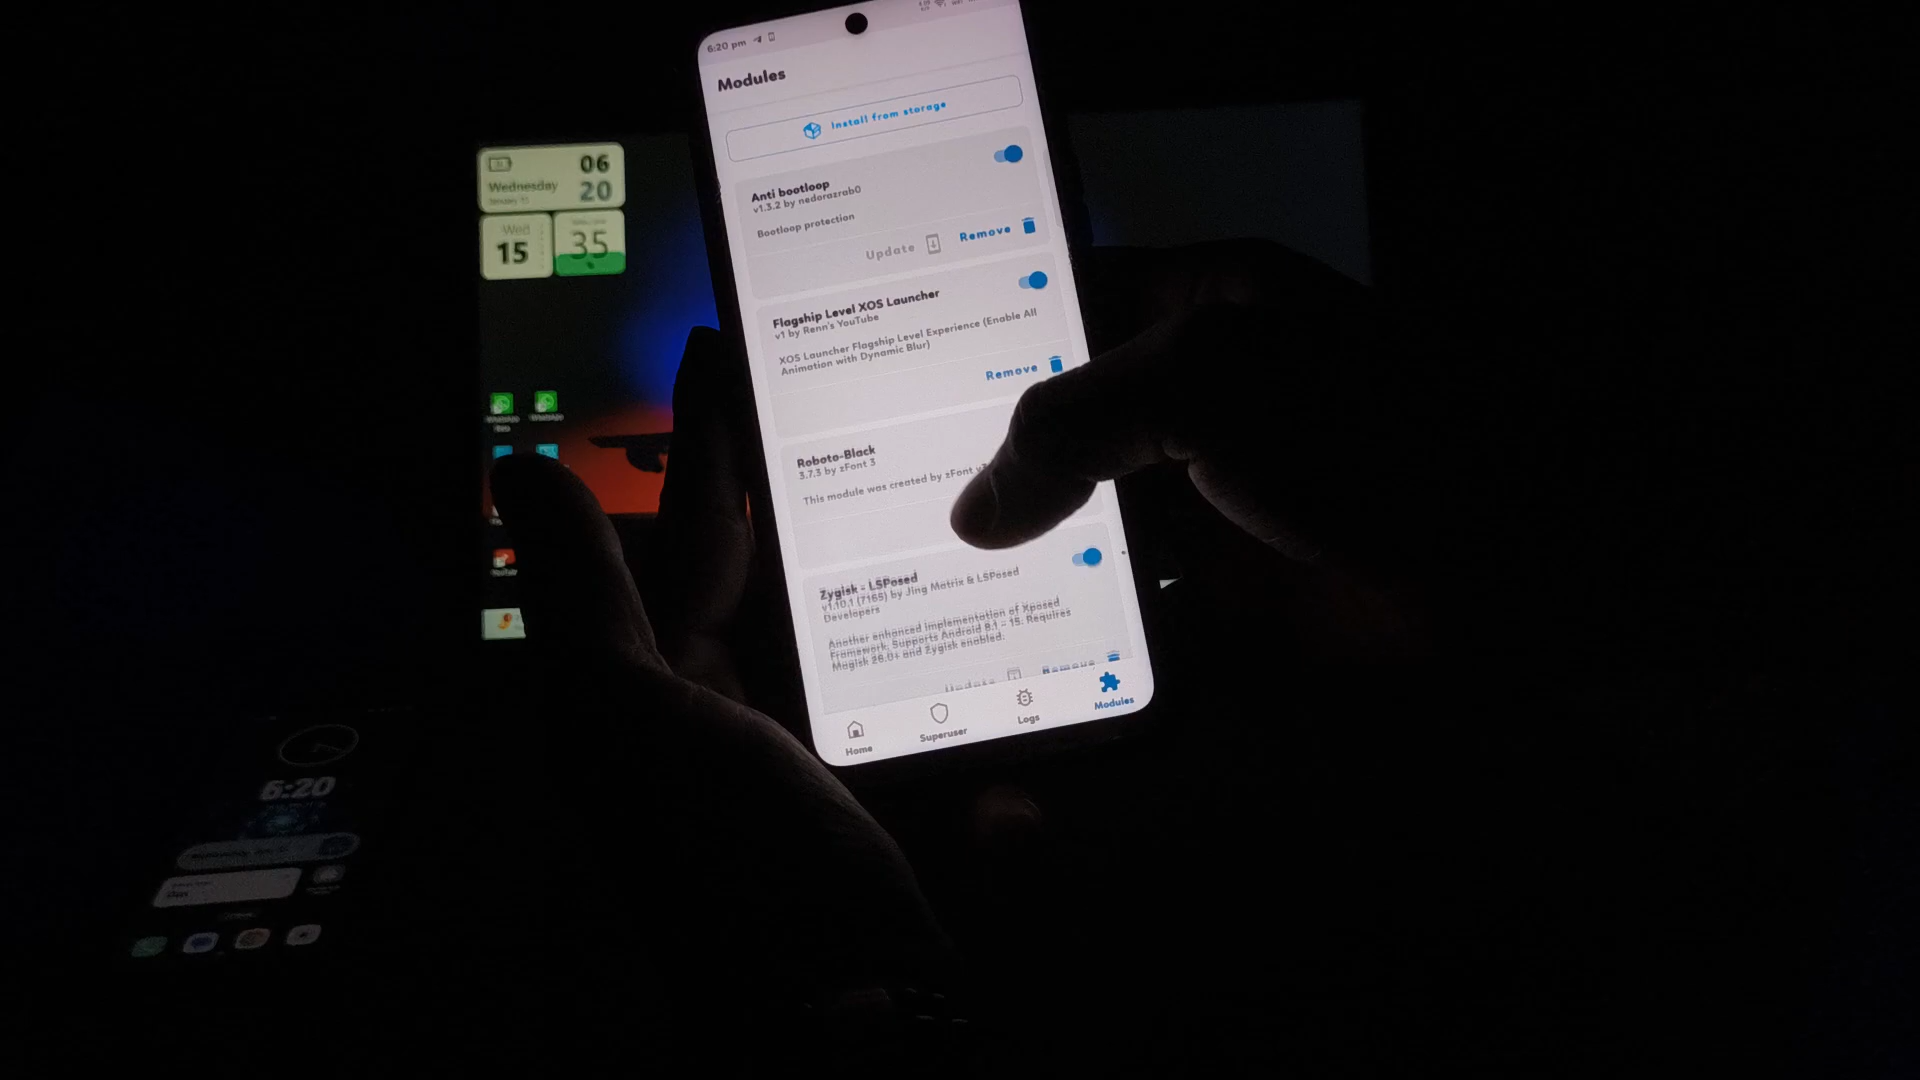 6:20 pm
Modules
Install from storage
Anti bootloop
v1.3.2 by nedorazrab0
Bootloop protection
Update
Remove
Flagship Level XOS Launcher
v1 by Renn's YouTube
XOS Launcher Flagship Level Experience (Enable All
Animation with Dynamic Blur)
Remove
Roboto-Black
3.7.3 by zFont 3
This module was created by zFont
Zygisk - LSPosed
v1.10.1 (7165) by Jing Matrix & LSPosed
Developers
Another enhanced implementation of Xposed
Framework. Supports Android 8.1 - 15. Requires
Magisk 26.0+ and Zygisk enabled.
Update
Remove
Home
Superuser
Logs
Modules
06
Wednesday
20
Wed
15
35
WhatsApp
YouTube
6:20